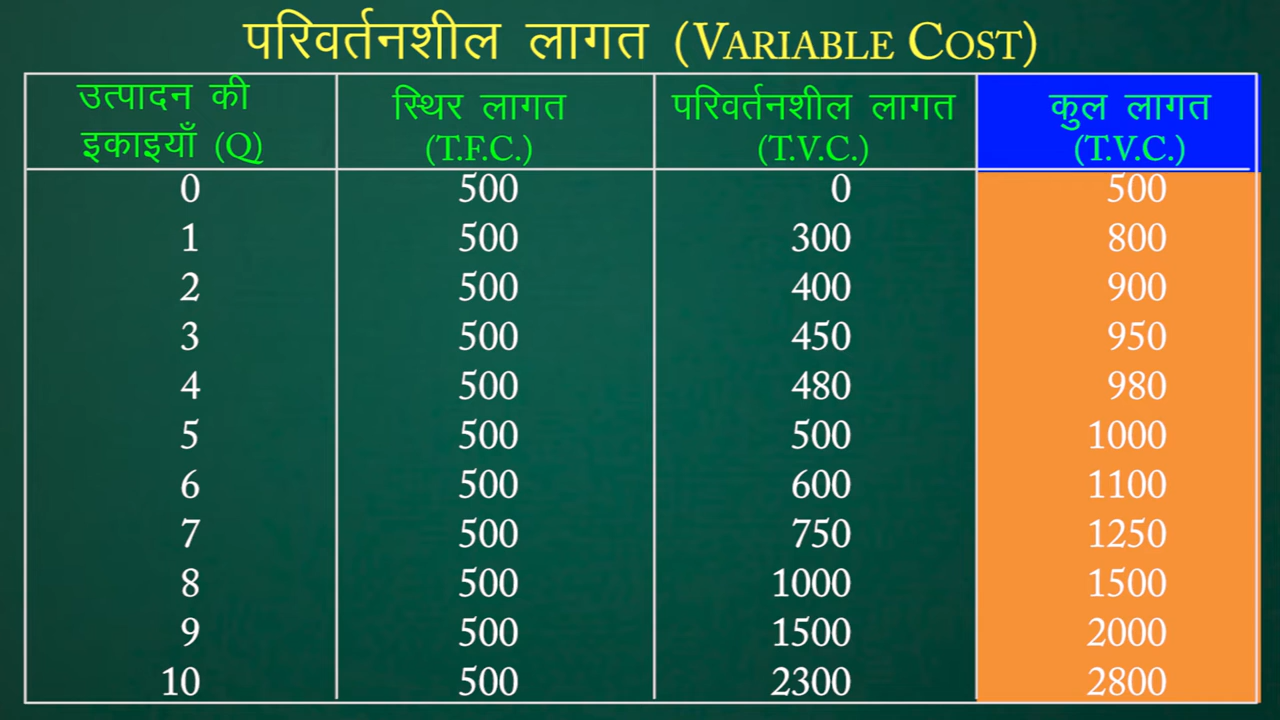 परिवर्तनशील लागत (VARIABLE COST)
उत्पादन की इकाइयाँ (Q) स्थिर लागत (T.F.C.) परिवर्तनशील लागत (T.V.C.) कुल लागत (T.V.C.)
0 500 0 500
1 500 300 800
2 500 400 900
3 500 450 950
4 500 480 980
5 500 500 1000
6 500 600 1100
7 500 750 1250
8 500 1000 1500
9 500 1500 2000
10 500 2300 2800